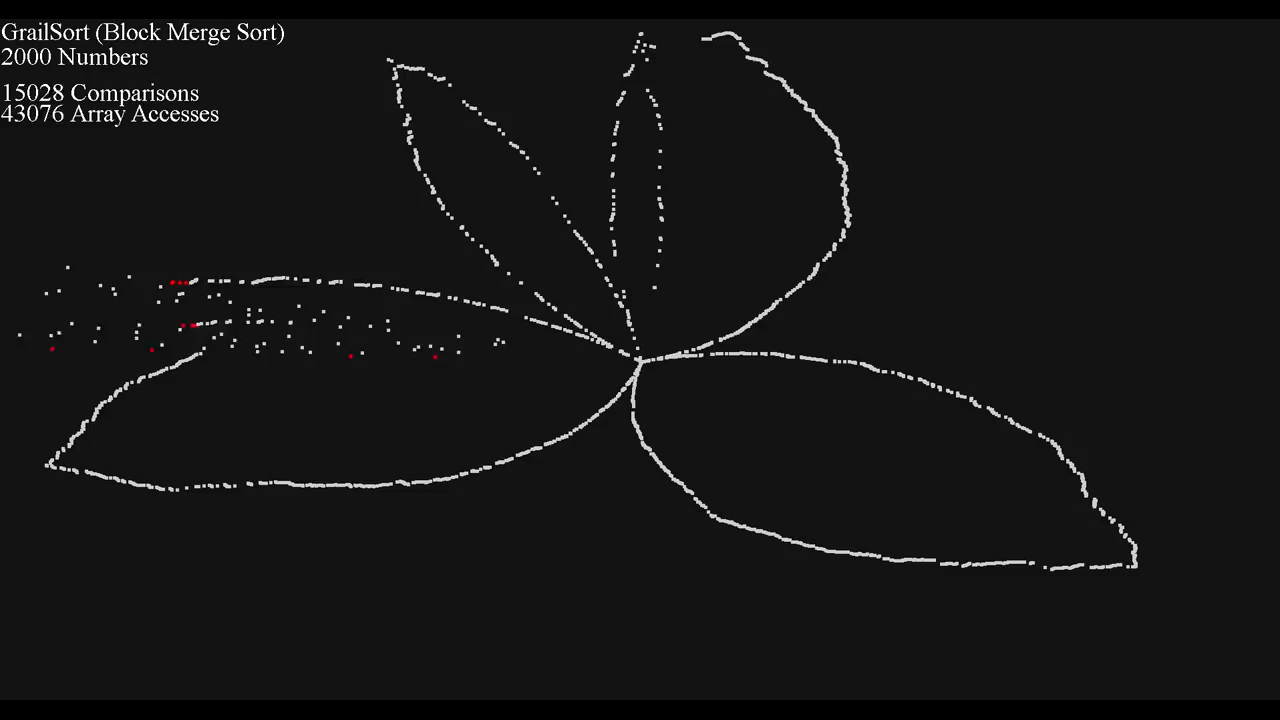 GrailSort (Block Merge Sort)
2000 Numbers
15028 Comparisons
43076 Array Accesses